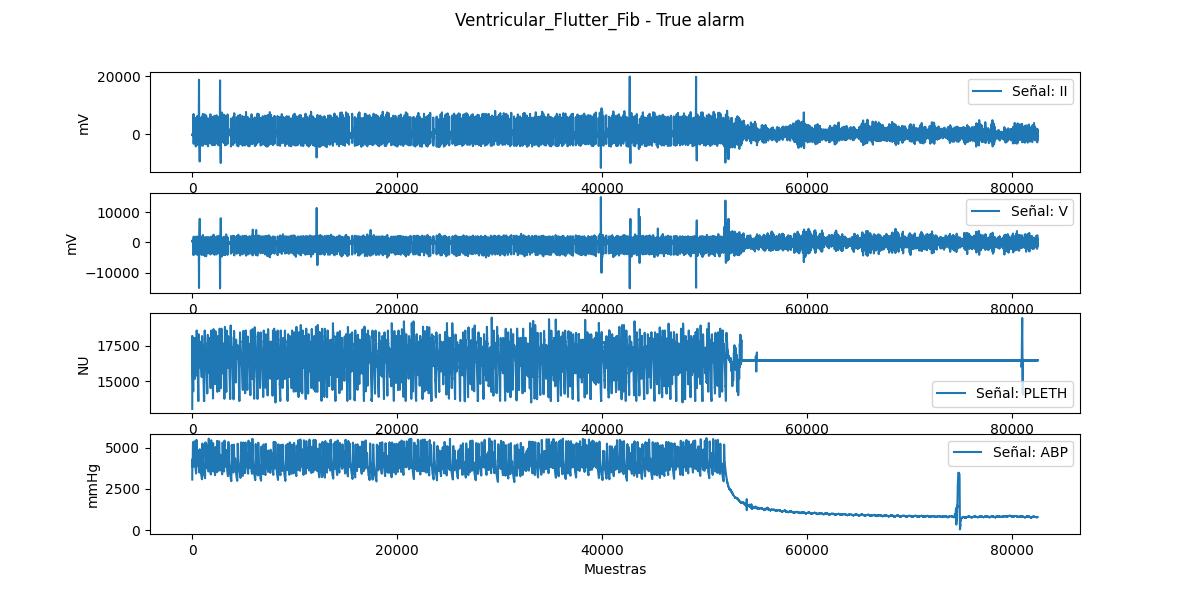 Ventricular_Flutter_Fib - True alarm
20000
0
mV
Señal: II
0 20000 40000 60000 80000
10000
0
−10000
mV
Señal: V
0 20000 40000 60000 80000
17500
15000
NU
Señal: PLETH
0 20000 40000 60000 80000
5000
2500
0
mmHg
Señal: ABP
0 20000 40000 60000 80000
Muestras